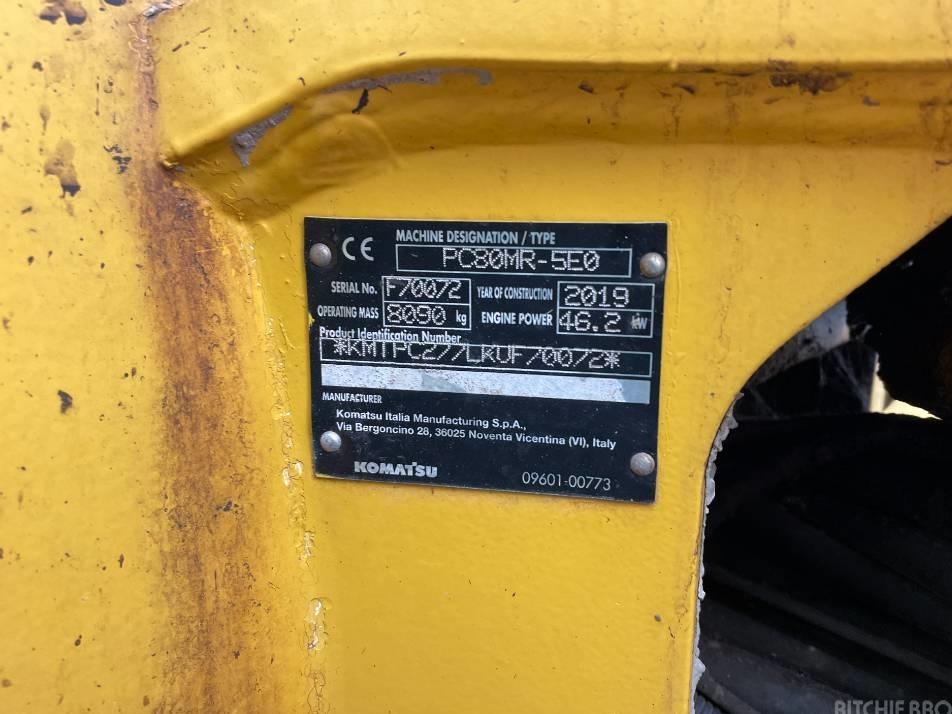 CE
MACHINE DESIGNATION / TYPE
PC80MR-5E0
SERIAL No. F70072 YEAR OF CONSTRUCTION 2019
OPERATING MASS 8090 kg ENGINE POWER 46.2 kW
Product Identification Number
*KMTPC277LKUF70072*
MANUFACTURER
Komatsu Italia Manufacturing S.p.A.,
Via Bergoncino 28, 36025 Noventa Vicentina (VI), Italy
KOMATSU 09601-00773
RITCHIE BRO